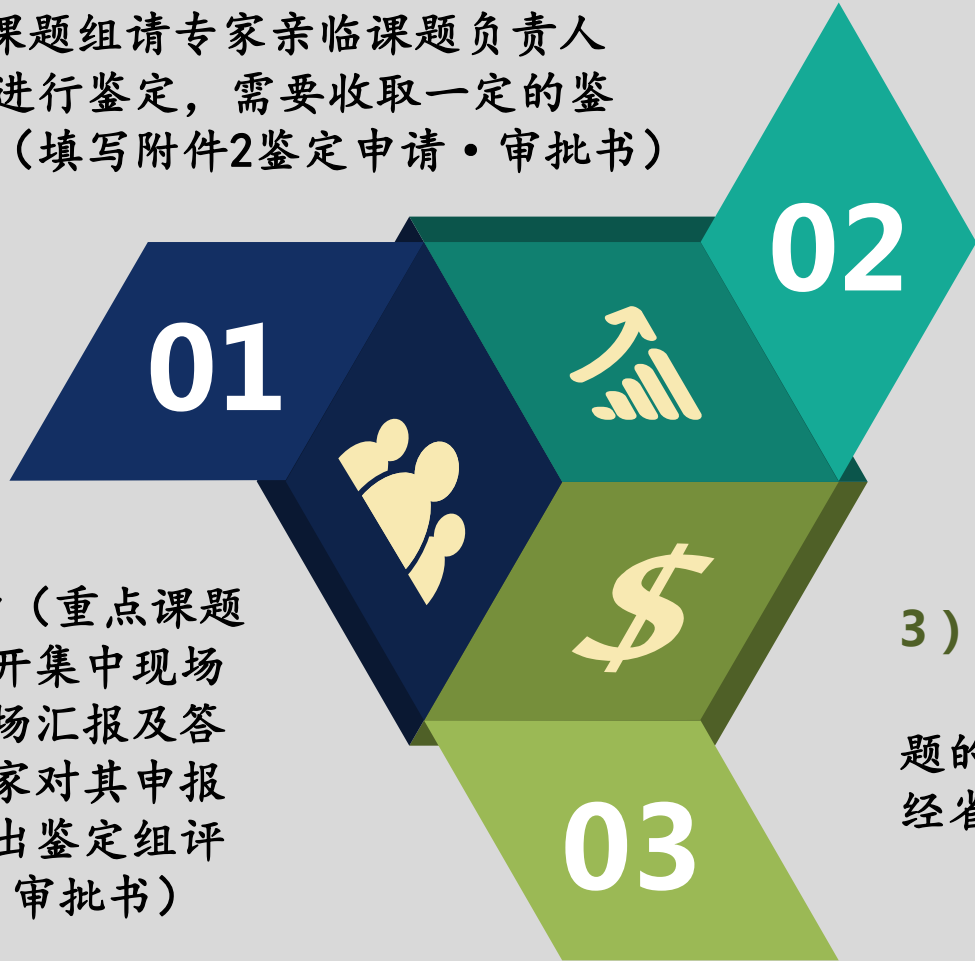 课题组请专家亲临课题负责人
进行鉴定，需要收取一定的鉴
（填写附件2鉴定申请·审批书）
02
01
（重点课题
开集中现场
场汇报及答
家对其申报
出鉴定组评
审批书）
3）
题的
经省
03